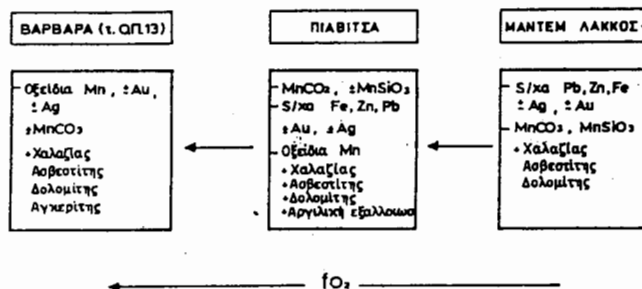 ΒΑΡΒΑΡΑ (τ. ΩΠ.13)
- Οξείδια Mn, ±Au,
±Ag
±MnCO₃
+Χαλαζίας
Ασβεστίτης
Δολομίτης
Αγκερίτης
ΠΙΑΒΙΤΣΑ
- MnCO₂, ±MnSiO₃
- S/χα Fe, Zn, Pb
±Au, ±Ag
- Οξείδια Mn
+Χαλαζίας
+Ασβεστίτης
+Δολομίτης
+Αργιλική εξαλλοιωσ
ΜΑΝΤΕΜ ΛΑΚΚΟΣ
- S/χα Pb, Zn, Fe
±Ag, ±Au
- MnCO₃, MnSiO₃
+Χαλαζίας
Ασβεστίτης
Δολομίτης
fO₂